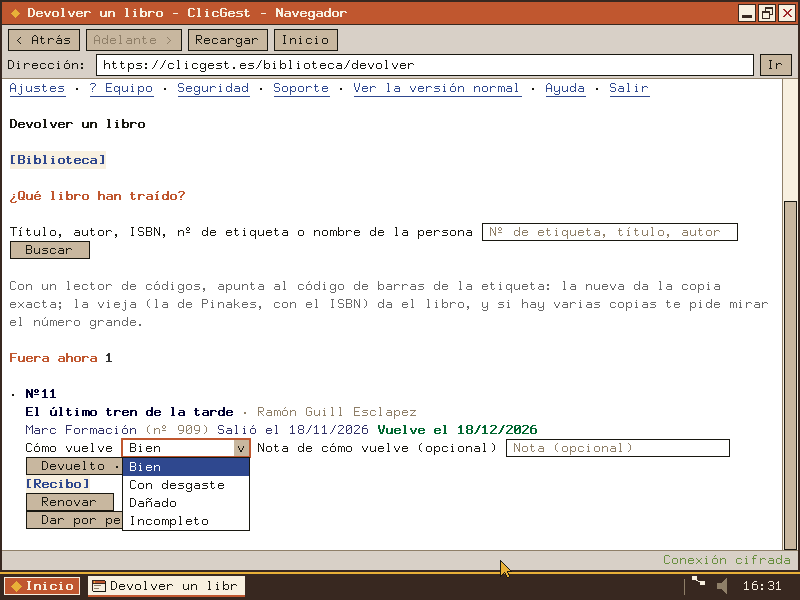 Devolver un libro - ClicGest - Navegador
< Atrás Adelante > Recargar Inicio
Dirección: https://clicgest.es/biblioteca/devolver Ir
Ajustes · ? Equipo · Seguridad · Soporte · Ver la versión normal · Ayuda · Salir
Devolver un libro
[Biblioteca]
¿Qué libro han traído?
Título, autor, ISBN, nº de etiqueta o nombre de la persona Nº de etiqueta, título, autor
Buscar
Con un lector de códigos, apunta al código de barras de la etiqueta: la nueva da la copia
exacta; la vieja (la de Pinakes, con el ISBN) da el libro, y si hay varias copias te pide mirar
el número grande.
Fuera ahora 1
· Nº11
El último tren de la tarde · Ramón Guill Esclapez
Marc Formación (nº 909) Salió el 18/11/2026 Vuelve el 18/12/2026
Cómo vuelve Bien v Nota de cómo vuelve (opcional) Nota (opcional)
Devuelto · Bien
Con desgaste
[Recibo]
Renovar Dañado
Dar por pe Incompleto
Conexión cifrada
Inicio Devolver un libr 16:31